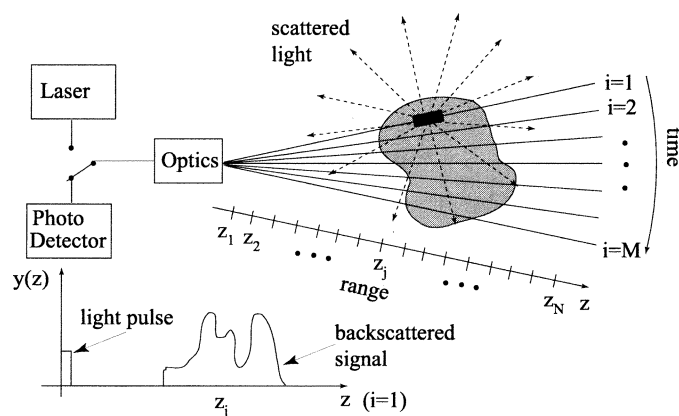 scattered
light
Laser
i=1
i=2
time
Optics
Photo
Detector
z1 z2
zj
range
i=M
zN z
y(z)
light pulse
backscattered
signal
zj
z (i=1)